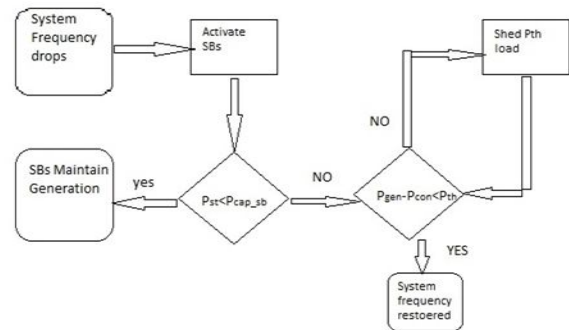 System
Frequency
drops
Activate
SBs
Shed Pth
load
NO
SBs Maintain
Generation
yes
Pst<Pcap_sb
NO
Pgen-Pcon<Pth
YES
System
frequency
restoered